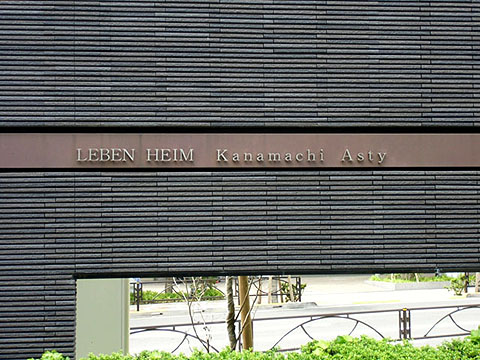 LEBEN HEIM Kanamachi Asty